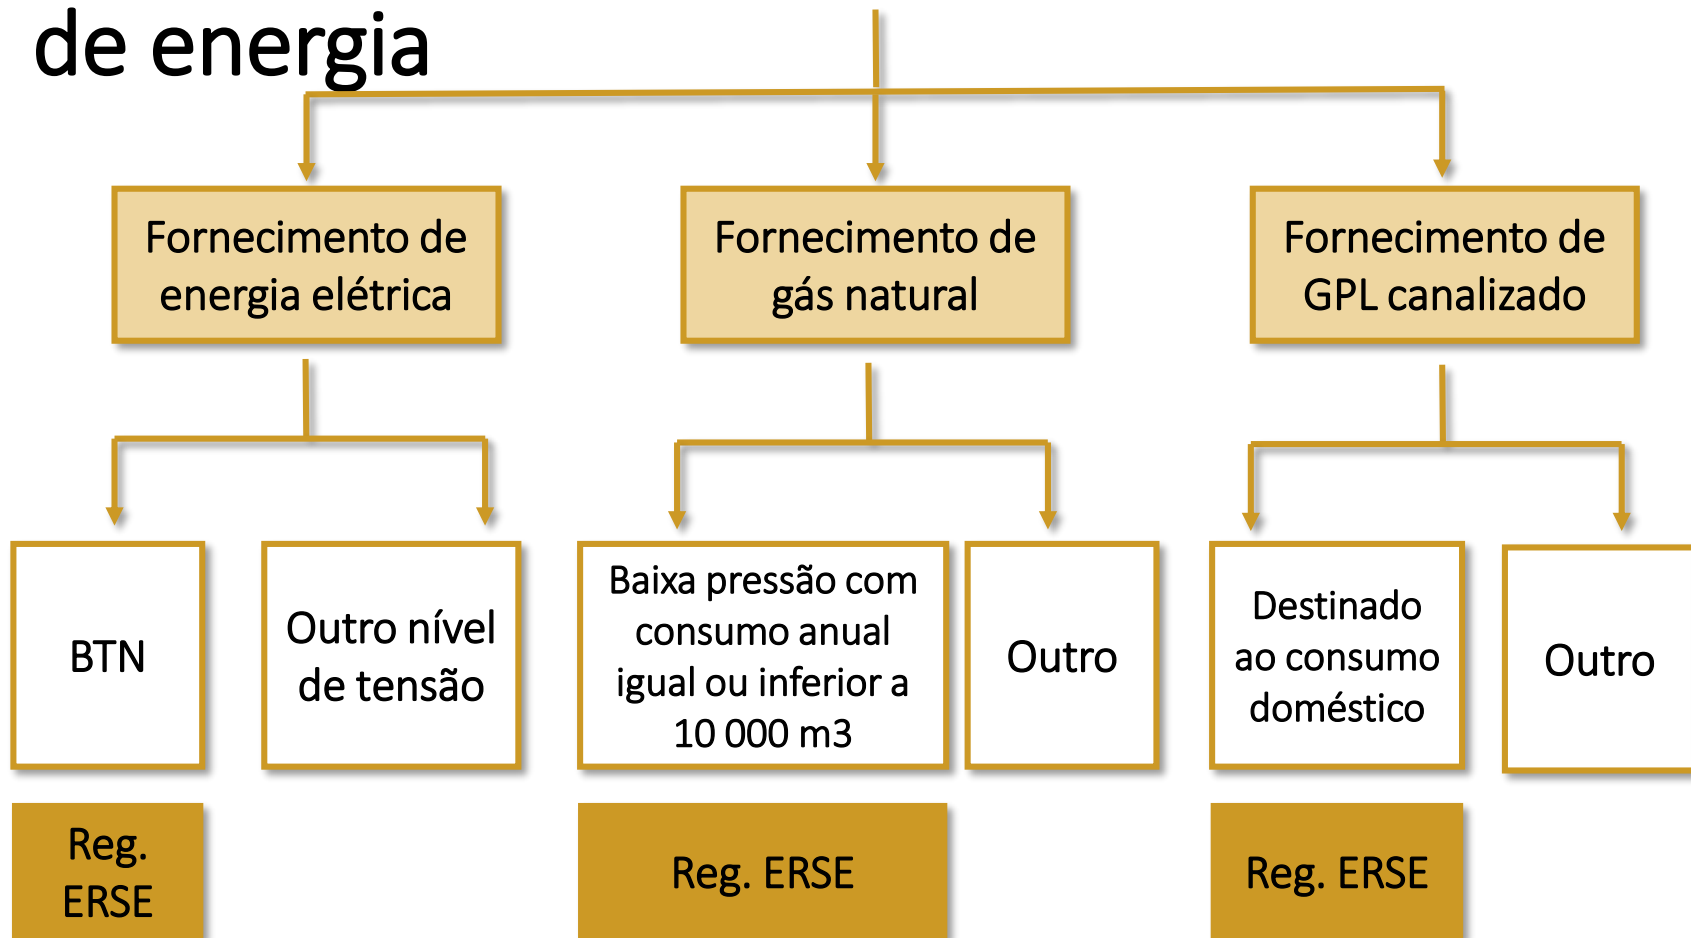 de energia
Fornecimento de
energia elétrica
Fornecimento de
gás natural
Fornecimento de
GPL canalizado
BTN
Outro nível
de tensão
Baixa pressão com
consumo anual
igual ou inferior a
10 000 m3
Outro
Destinado
ao consumo
doméstico
Outro
Reg.
ERSE
Reg. ERSE
Reg. ERSE